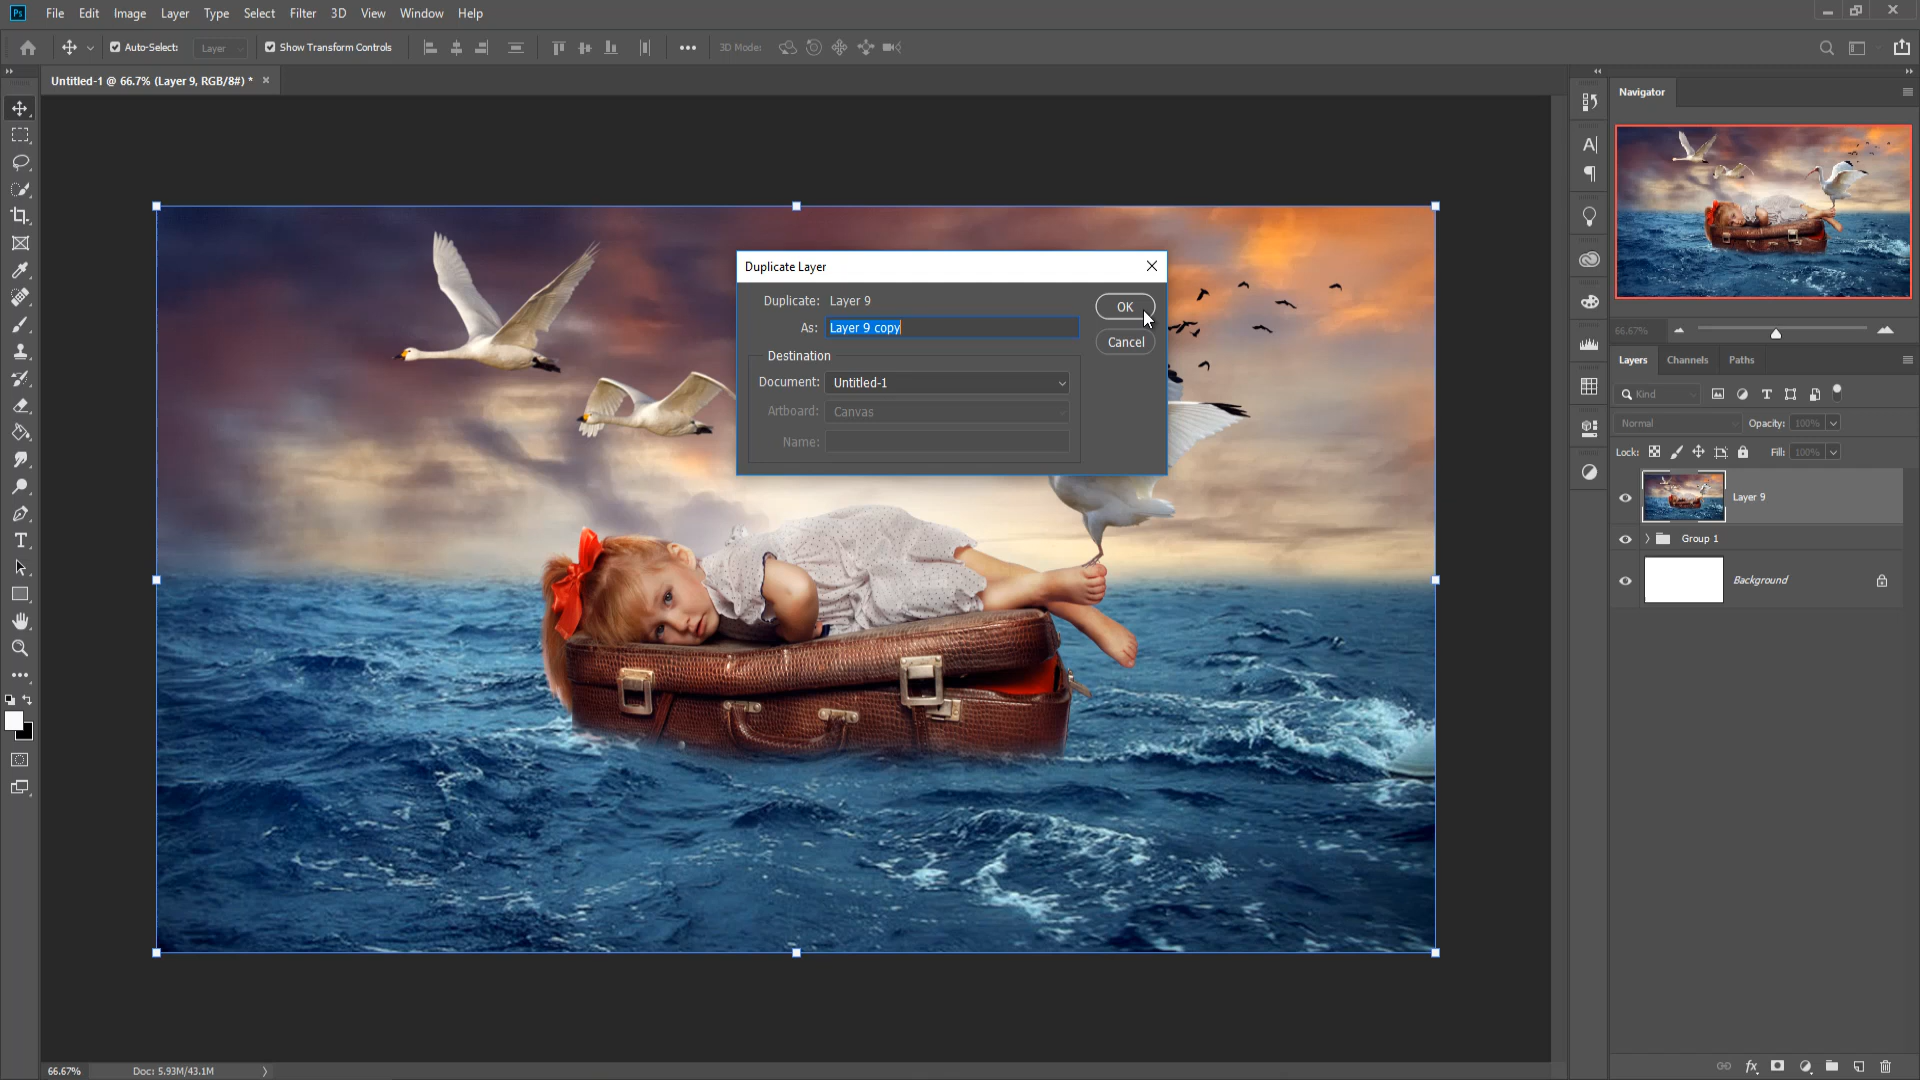 Ps File Edit Image Layer Type Select Filter 3D View Window Help
Auto-Select: Layer Show Transform Controls 3D Mode:
Untitled-1 @ 66.7% (Layer 9, RGB/8#) * ×
Navigator
66.67%
Duplicate Layer
Duplicate: Layer 9
As: Layer 9 copy
OK
Cancel
Destination
Document: Untitled-1
Artboard: Canvas
Name:
Layers Channels Paths
Kind
Normal Opacity: 100%
Lock: Fill: 100%
Layer 9
Group 1
Background
66.67% Doc: 5.93M/43.1M